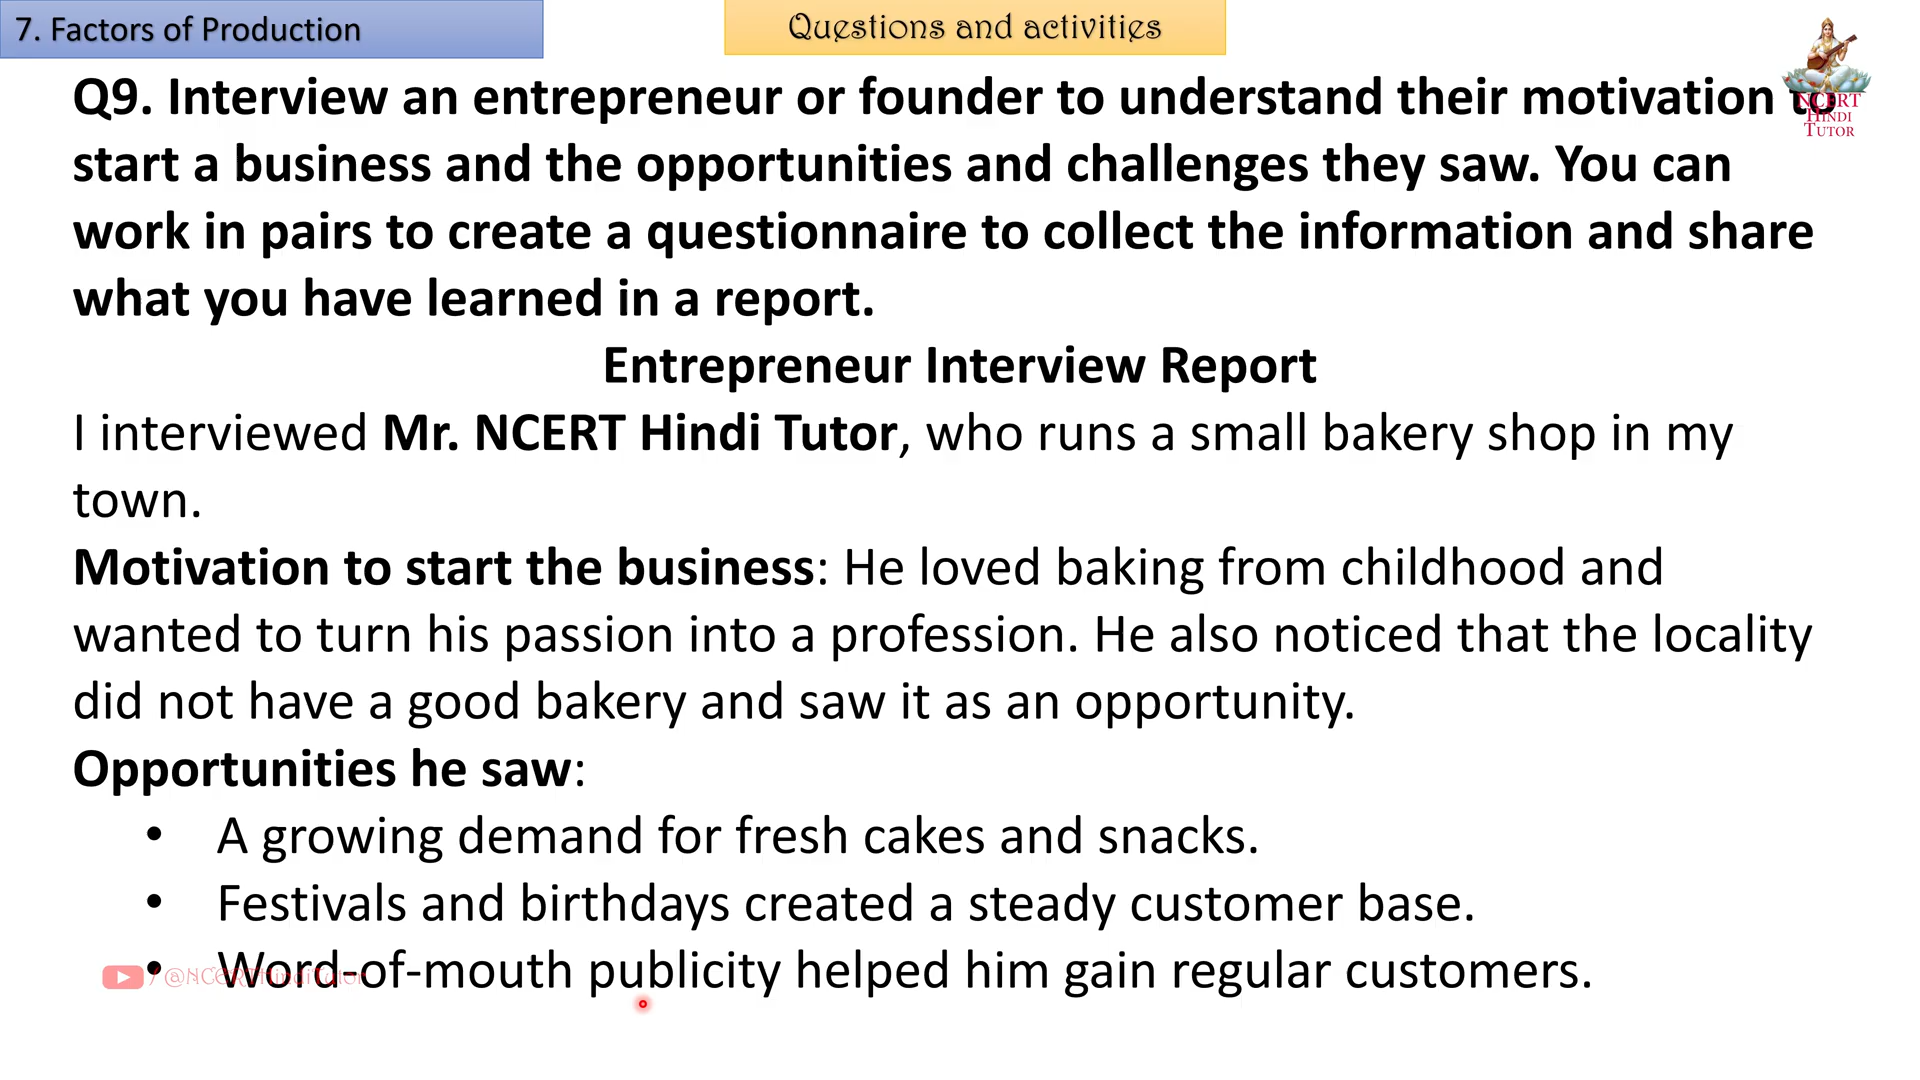 7. Factors of Production
Questions and activities
Q9. Interview an entrepreneur or founder to understand their motivation to
start a business and the opportunities and challenges they saw. You can
work in pairs to create a questionnaire to collect the information and share
what you have learned in a report.
NCERT
HINDI
TUTOR
Entrepreneur Interview Report
I interviewed Mr. NCERT Hindi Tutor, who runs a small bakery shop in my
town.
Motivation to start the business: He loved baking from childhood and
wanted to turn his passion into a profession. He also noticed that the locality
did not have a good bakery and saw it as an opportunity.
Opportunities he saw:
• A growing demand for fresh cakes and snacks.
• Festivals and birthdays created a steady customer base.
• Word-of-mouth publicity helped him gain regular customers.
/ @NCERTHindiTutor